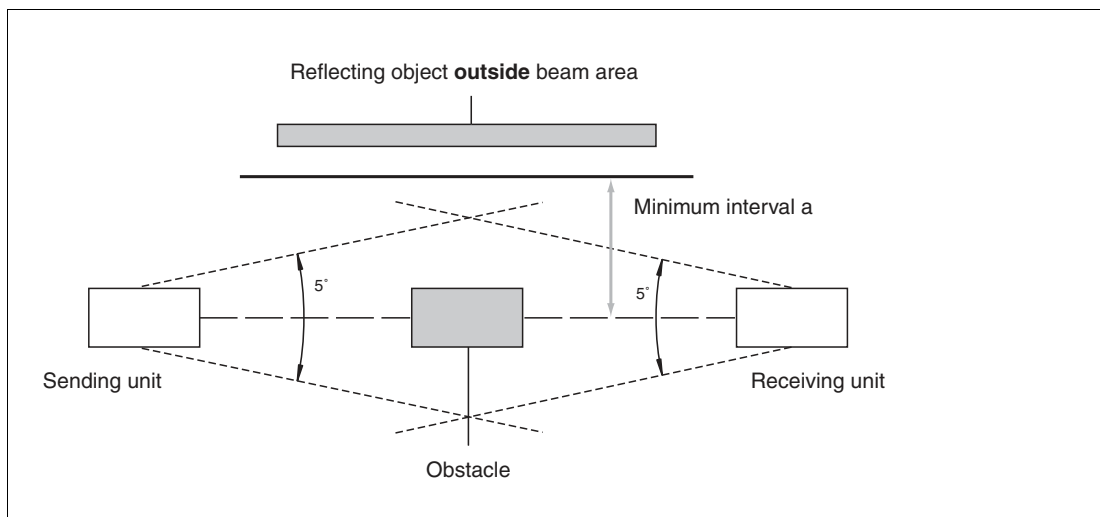 Reflecting object outside beam area
Minimum interval a
5°
5°
Sending unit
Receiving unit
Obstacle